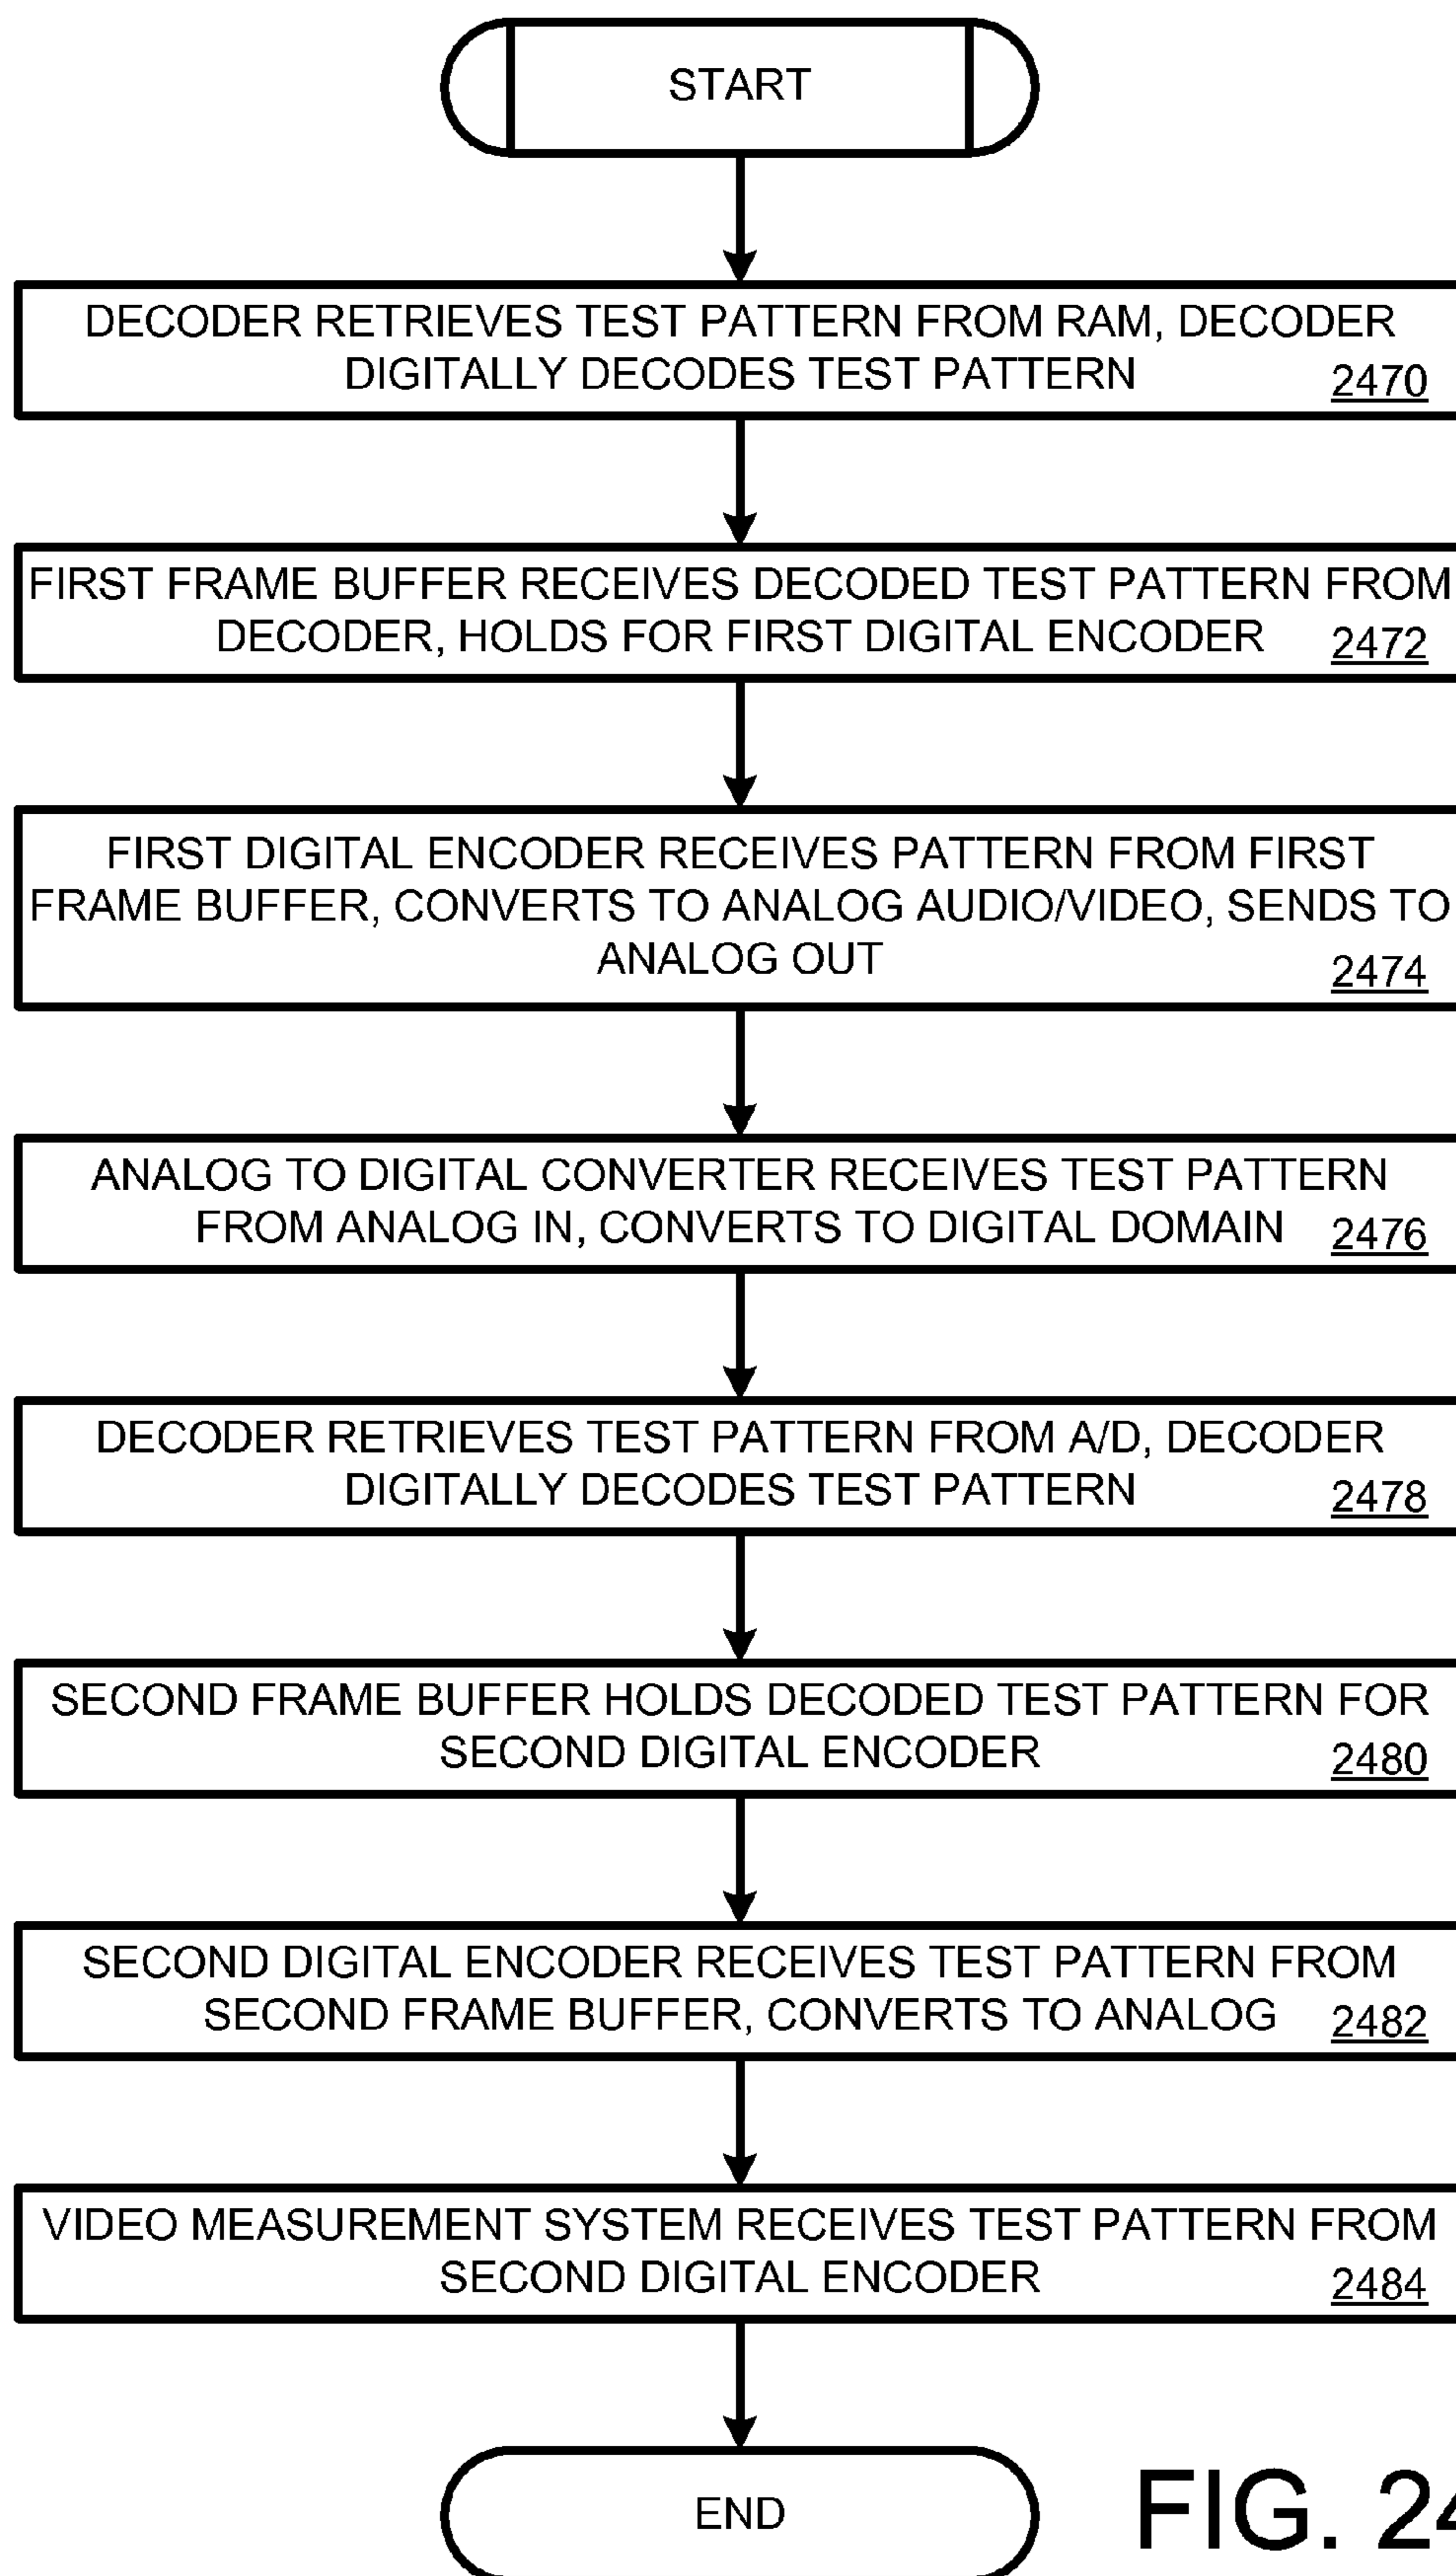 START
DECODER RETRIEVES TEST PATTERN FROM RAM, DECODER
DIGITALLY DECODES TEST PATTERN 2470
FIRST FRAME BUFFER RECEIVES DECODED TEST PATTERN FROM
DECODER, HOLDS FOR FIRST DIGITAL ENCODER 2472
FIRST DIGITAL ENCODER RECEIVES PATTERN FROM FIRST
FRAME BUFFER, CONVERTS TO ANALOG AUDIO/VIDEO, SENDS TO
ANALOG OUT 2474
ANALOG TO DIGITAL CONVERTER RECEIVES TEST PATTERN
FROM ANALOG IN, CONVERTS TO DIGITAL DOMAIN 2476
DECODER RETRIEVES TEST PATTERN FROM A/D, DECODER
DIGITALLY DECODES TEST PATTERN 2478
SECOND FRAME BUFFER HOLDS DECODED TEST PATTERN FOR
SECOND DIGITAL ENCODER 2480
SECOND DIGITAL ENCODER RECEIVES TEST PATTERN FROM
SECOND FRAME BUFFER, CONVERTS TO ANALOG 2482
VIDEO MEASUREMENT SYSTEM RECEIVES TEST PATTERN FROM
SECOND DIGITAL ENCODER 2484
END
FIG. 24